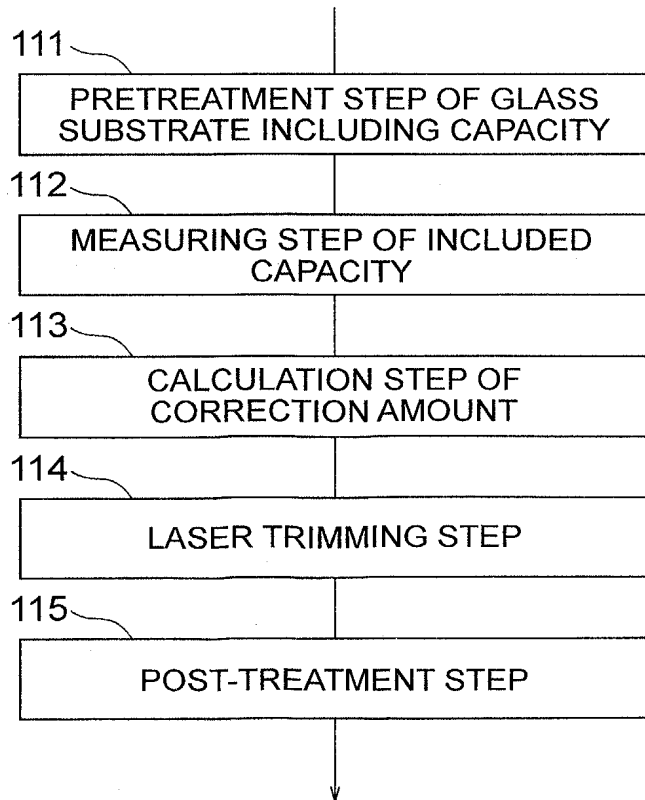 111
PRETREATMENT STEP OF GLASS
SUBSTRATE INCLUDING CAPACITY
112
MEASURING STEP OF INCLUDED
CAPACITY
113
CALCULATION STEP OF
CORRECTION AMOUNT
114
LASER TRIMMING STEP
115
POST-TREATMENT STEP